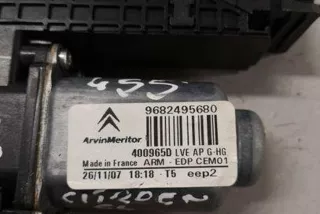 455
9682495680
ArvinMeritor
400965D LVE AP G-HG
Made in France ARM - EDP CEM01
26/11/07 18:18 - T5 eep2
CITROEN